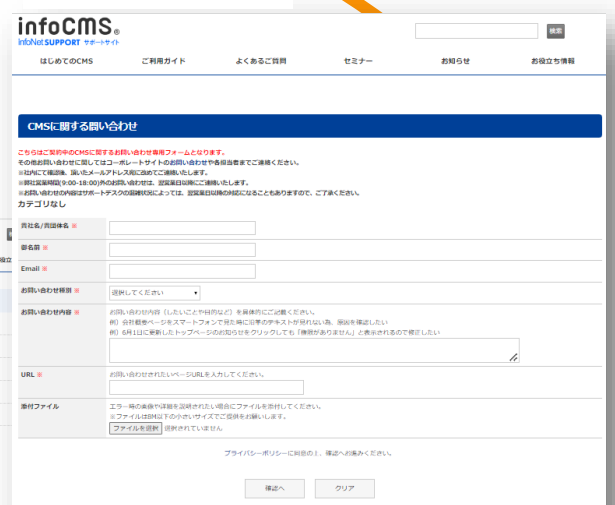 infoCMS®
infoNet SUPPORT サポートサイト
検索
はじめてのCMS ご利用ガイド よくあるご質問 セミナー お知らせ お役立ち情報
CMSに関する問い合わせ
こちらはご契約中のCMSに関するお問い合わせ専用フォームとなります。
その他お問い合わせに関してはコーポレートサイトのお問い合わせや各担当者までご連絡ください。
※社内にて確認後、頂いたメールアドレス宛に改めてご連絡いたします。
※弊社営業時間(9:00-18:00)外のお問い合わせは、翌営業日以降にご連絡いたします。
※お問い合わせの内容はサポートデスクの混雑状況によっては、翌営業日以降の対応になることもありますので、ご了承ください。
カテゴリなし
貴社名/貴団体名 ※
御名前 ※
Email ※
お問い合わせ種別 ※ 選択してください
お問い合わせ内容 ※ お問い合わせ内容（したいことや目的など）を具体的にご記載ください。
例）会社概要ページをスマートフォンで見た時に沿革のテキストが見れない為、原因を確認したい
例）6月1日に更新したトップページのお知らせをクリックしても「権限がありません」と表示されるので修正したい
URL ※ お問い合わせされたいページURLを入力してください。
添付ファイル エラー時の画像や詳細を説明されたい場合にファイルを添付してください。
※ファイルは8M以下の小さいサイズでご提供をお願いします。
ファイルを選択 選択されていません
プライバシーポリシーに同意の上、確認へお進みください。
確認へ クリア